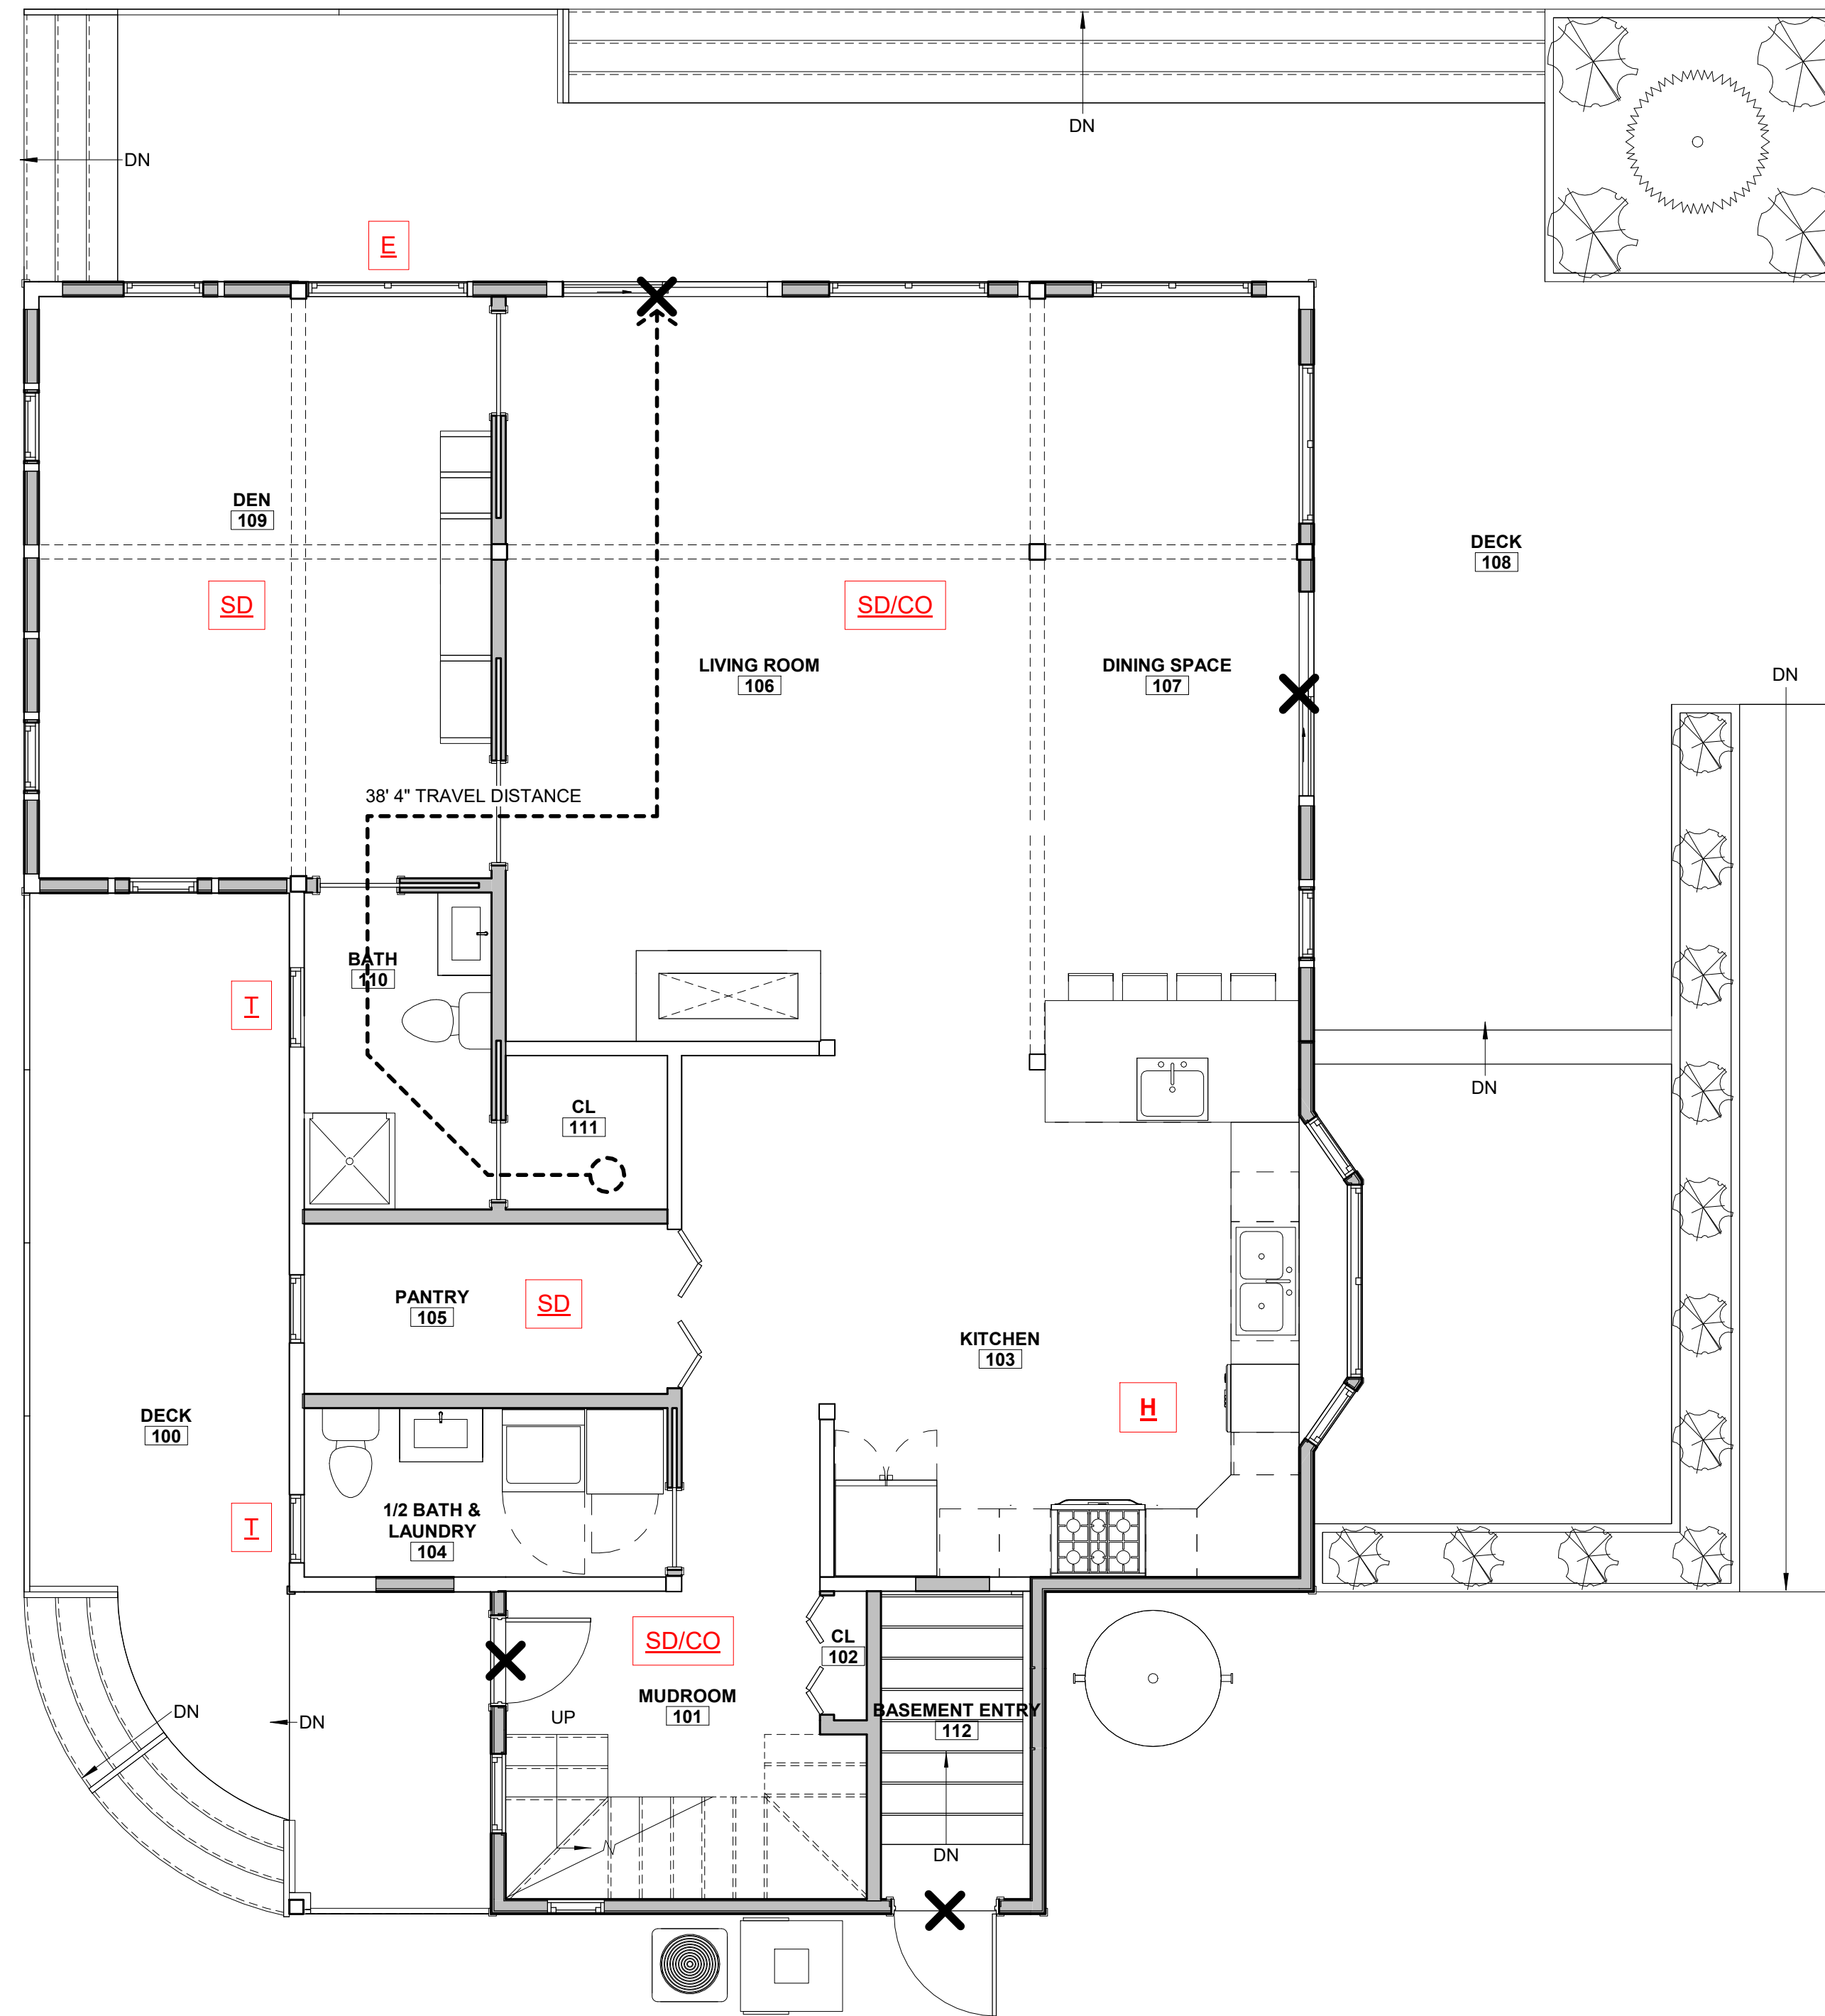 DN
DN
E
DEN
109
DECK
108
SD
SD/CO
LIVING ROOM
106
DINING SPACE
107
DN
38' 4" TRAVEL DISTANCE
BATH
110
T
DN
CL
111
PANTRY
105
SD
KITCHEN
103
H
DECK
100
1/2 BATH &
LAUNDRY
104
T
SD/CO
CL
102
MUDROOM
101
BASEMENT ENTRY
112
UP
DN
DN
DN